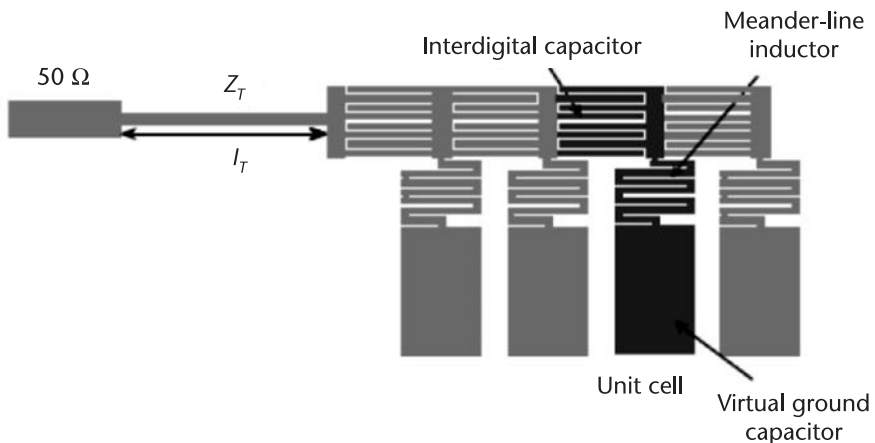 Meander-line
inductor
Interdigital capacitor
50 Ω
Z_T
l_T
Unit cell
Virtual ground
capacitor